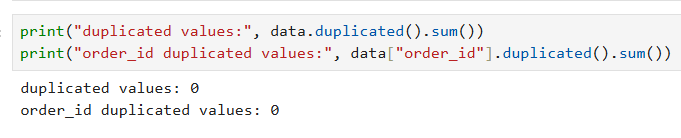 print("duplicated values:", data.duplicated().sum())
print("order_id duplicated values:", data["order_id"].duplicated().sum())
duplicated values: 0
order_id duplicated values: 0